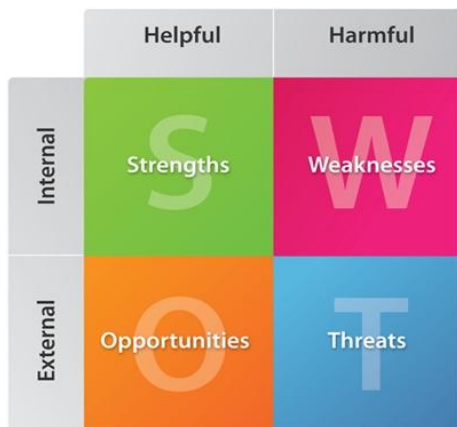 Helpful
Harmful
Internal
S
Strengths
W
Weaknesses
External
O
Opportunities
T
Threats